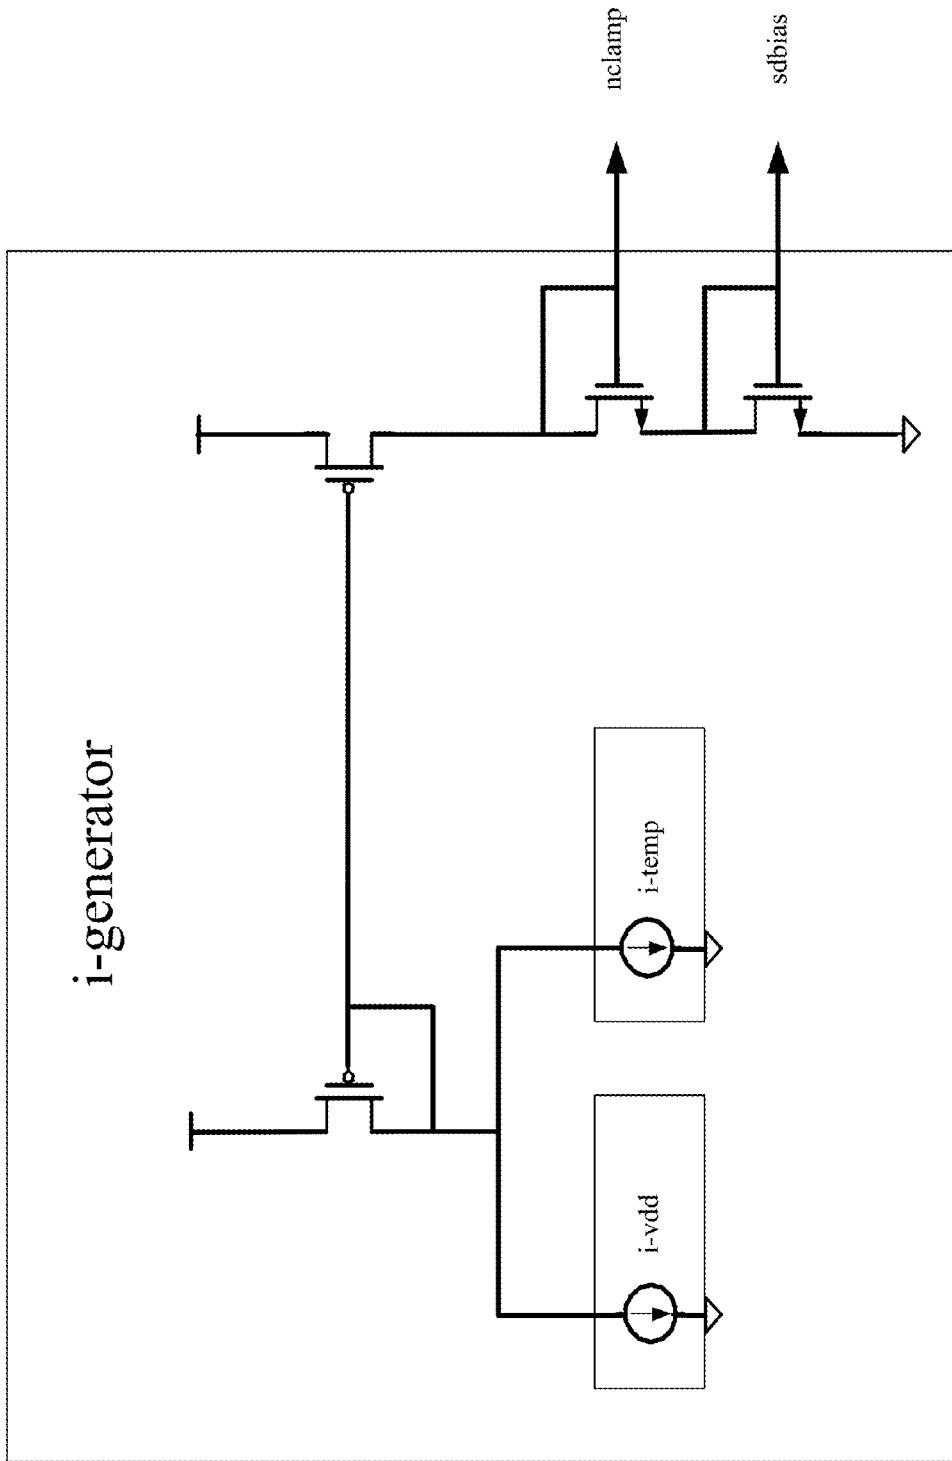 i-generator
nclamp
sdbias
i-temp
i-vdd